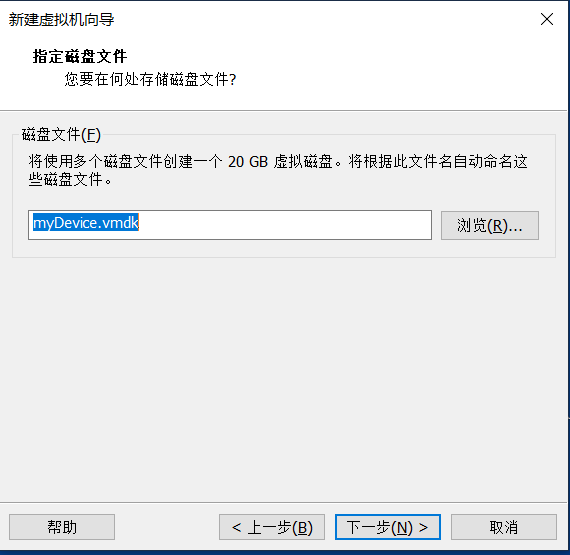 新建虚拟机向导
指定磁盘文件
您要在何处存储磁盘文件?
磁盘文件(F)
将使用多个磁盘文件创建一个 20 GB 虚拟磁盘。将根据此文件名自动命名这
些磁盘文件。
myDevice.vmdk
浏览(R)...
帮助
< 上一步(B)
下一步(N) >
取消